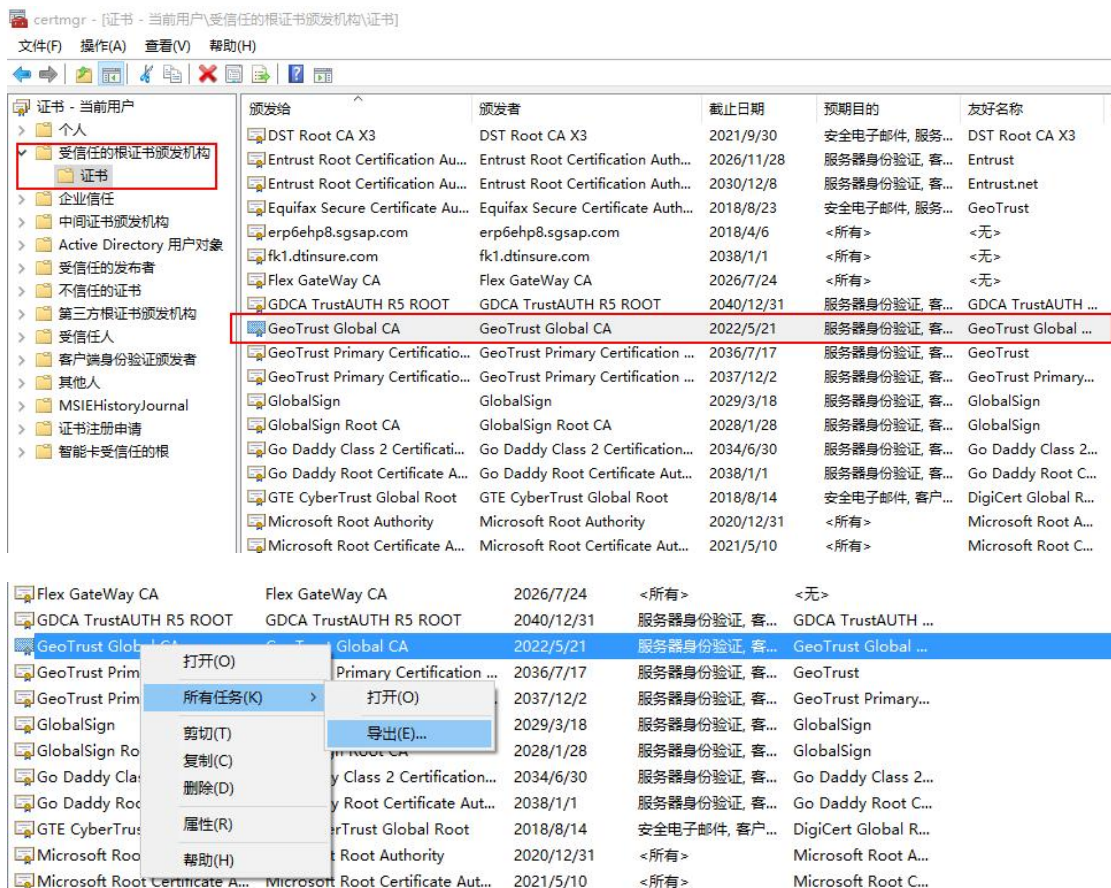 certmgr - [证书 - 当前用户\受信任的根证书颁发机构\证书]
文件(F) 操作(A) 查看(V) 帮助(H)
证书 - 当前用户
个人
受信任的根证书颁发机构
证书
企业信任
中间证书颁发机构
Active Directory 用户对象
受信任的发布者
不信任的证书
第三方根证书颁发机构
受信任人
客户端身份验证颁发者
其他人
MSIEHistoryJournal
证书注册申请
智能卡受信任的根
颁发给 颁发者 截止日期 预期目的 友好名称
DST Root CA X3 DST Root CA X3 2021/9/30 安全电子邮件, 服务... DST Root CA X3
Entrust Root Certification Au... Entrust Root Certification Auth... 2026/11/28 服务器身份验证, 客... Entrust
Entrust Root Certification Au... Entrust Root Certification Auth... 2030/12/8 服务器身份验证, 客... Entrust.net
Equifax Secure Certificate Au... Equifax Secure Certificate Auth... 2018/8/23 安全电子邮件, 服务... GeoTrust
erp6ehp8.sgsap.com erp6ehp8.sgsap.com 2018/4/6 <所有> <无>
fk1.dtinsure.com fk1.dtinsure.com 2038/1/1 <所有> <无>
Flex GateWay CA Flex GateWay CA 2026/7/24 <所有> <无>
GDCA TrustAUTH R5 ROOT GDCA TrustAUTH R5 ROOT 2040/12/31 服务器身份验证, 客... GDCA TrustAUTH ...
GeoTrust Global CA GeoTrust Global CA 2022/5/21 服务器身份验证, 客... GeoTrust Global ...
GeoTrust Primary Certificatio... GeoTrust Primary Certification ... 2036/7/17 服务器身份验证, 客... GeoTrust
GeoTrust Primary Certificatio... GeoTrust Primary Certification ... 2037/12/2 服务器身份验证, 客... GeoTrust Primary...
GlobalSign GlobalSign 2029/3/18 服务器身份验证, 客... GlobalSign
GlobalSign Root CA GlobalSign Root CA 2028/1/28 服务器身份验证, 客... GlobalSign
Go Daddy Class 2 Certificati... Go Daddy Class 2 Certification... 2034/6/30 服务器身份验证, 客... Go Daddy Class 2...
Go Daddy Root Certificate A... Go Daddy Root Certificate Aut... 2038/1/1 服务器身份验证, 客... Go Daddy Root C...
GTE CyberTrust Global Root GTE CyberTrust Global Root 2018/8/14 安全电子邮件, 客户... DigiCert Global R...
Microsoft Root Authority Microsoft Root Authority 2020/12/31 <所有> Microsoft Root A...
Microsoft Root Certificate A... Microsoft Root Certificate Aut... 2021/5/10 <所有> Microsoft Root C...
Flex GateWay CA Flex GateWay CA 2026/7/24 <所有> <无>
GDCA TrustAUTH R5 ROOT GDCA TrustAUTH R5 ROOT 2040/12/31 服务器身份验证, 客... GDCA TrustAUTH ...
GeoTrust Global CA 2022/5/21 服务器身份验证, 客... GeoTrust Global ...
GeoTrust Prim Primary Certification ... 2036/7/17 服务器身份验证, 客... GeoTrust
GeoTrust Prim 2037/12/2 服务器身份验证, 客... GeoTrust Primary...
GlobalSign 2029/3/18 服务器身份验证, 客... GlobalSign
GlobalSign Ro 2028/1/28 服务器身份验证, 客... GlobalSign
Go Daddy Cla y Class 2 Certification... 2034/6/30 服务器身份验证, 客... Go Daddy Class 2...
Go Daddy Roo y Root Certificate Aut... 2038/1/1 服务器身份验证, 客... Go Daddy Root C...
GTE CyberTrus erTrust Global Root 2018/8/14 安全电子邮件, 客户... DigiCert Global R...
Microsoft Roo t Root Authority 2020/12/31 <所有> Microsoft Root A...
Microsoft Root Certificate A... Microsoft Root Certificate Aut... 2021/5/10 <所有> Microsoft Root C...
打开(O)
所有任务(K)
剪切(T)
复制(C)
删除(D)
属性(R)
帮助(H)
打开(O)
导出(E)...